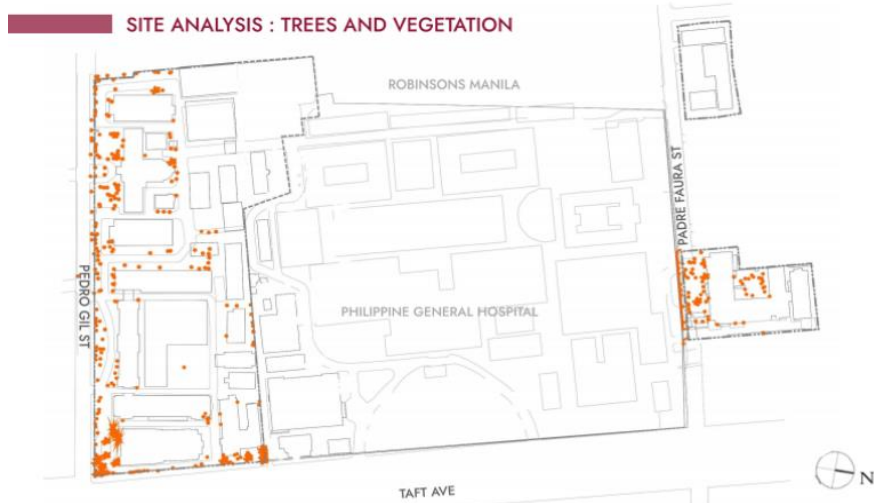 SITE ANALYSIS : TREES AND VEGETATION
ROBINSONS MANILA
PADRE FAURA ST
PEDRO GIL ST
PHILIPPINE GENERAL HOSPITAL
TAFT AVE
N